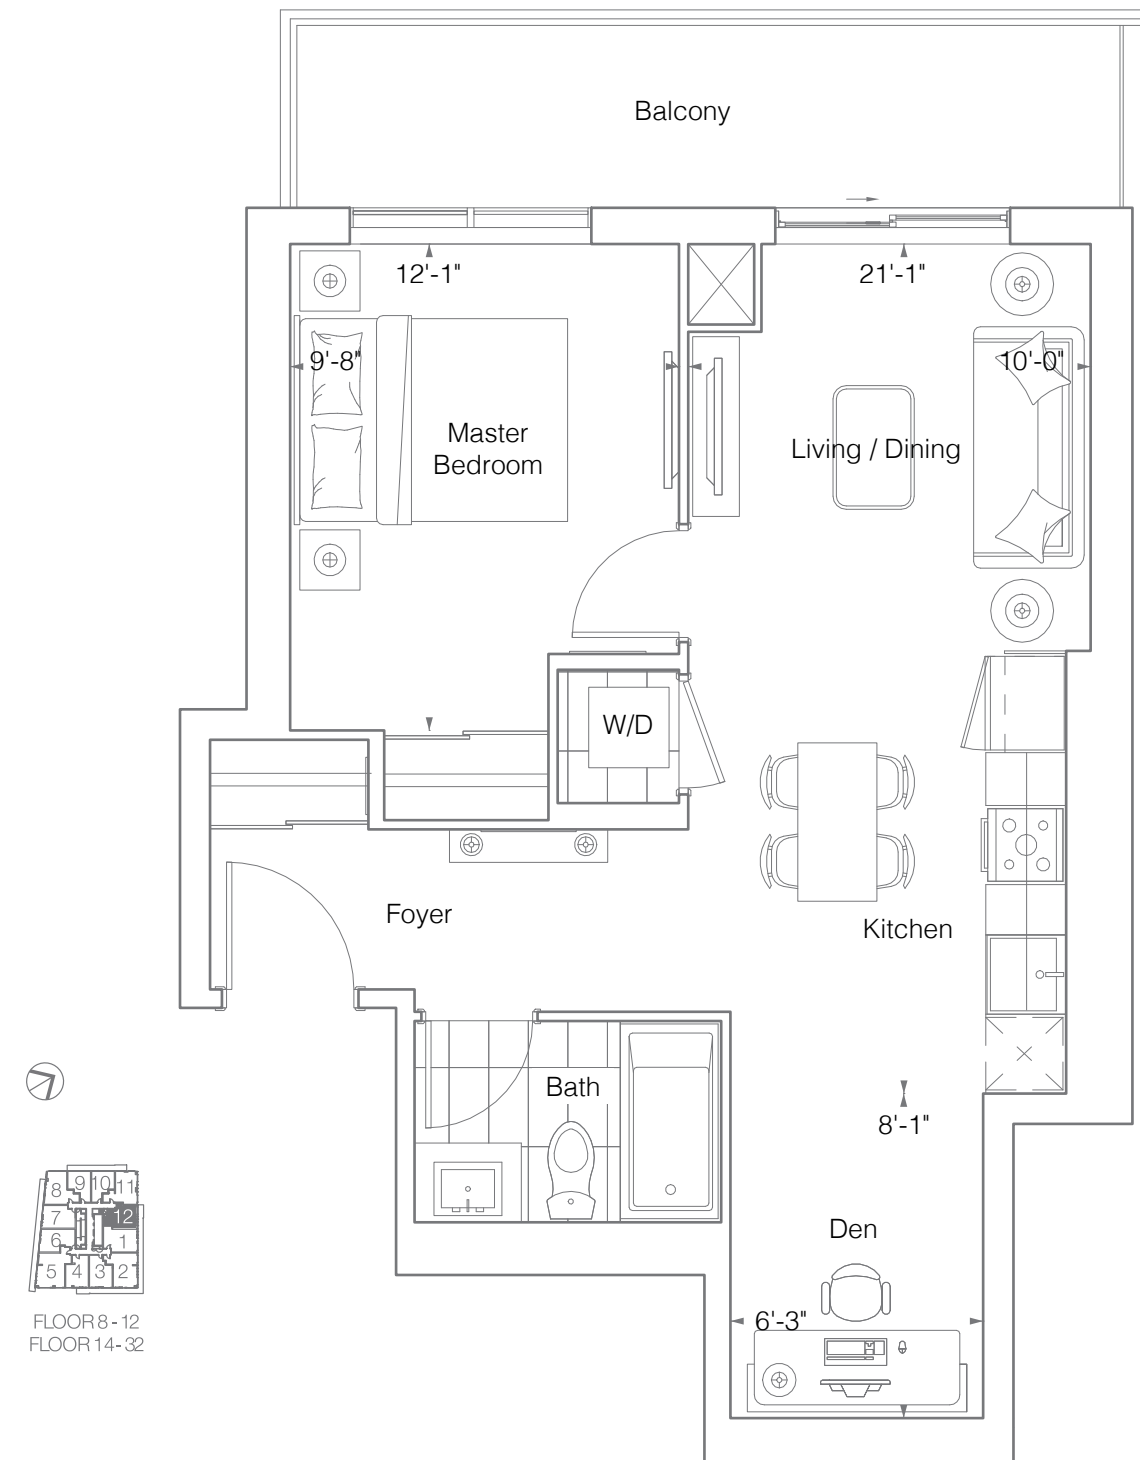 Balcony
12'-1"
21'-1"
9'-8"
10'-0"
Master
Bedroom
Living / Dining
W/D
Foyer
Kitchen
Bath
8'-1"
Den
6'-3"
8
9
10
11
7
12
6
1
5
4
3
2
FLOOR 8 - 12
FLOOR 14 - 32